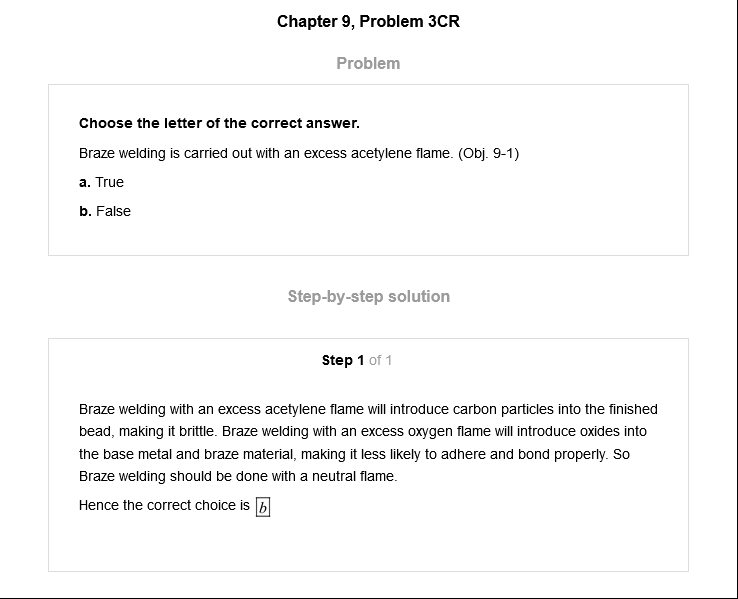 Chapter 9, Problem 3CR
Problem
Choose the letter of the correct answer.
Braze welding is carried out with an excess acetylene flame. (Obj. 9-1)
a. True
b. False
Step-by-step solution
Step 1 of 1
Braze welding with an excess acetylene flame will introduce carbon particles into the finished
bead, making it brittle. Braze welding with an excess oxygen flame will introduce oxides into
the base metal and braze material, making it less likely to adhere and bond properly. So
Braze welding should be done with a neutral flame.
Hence the correct choice is b